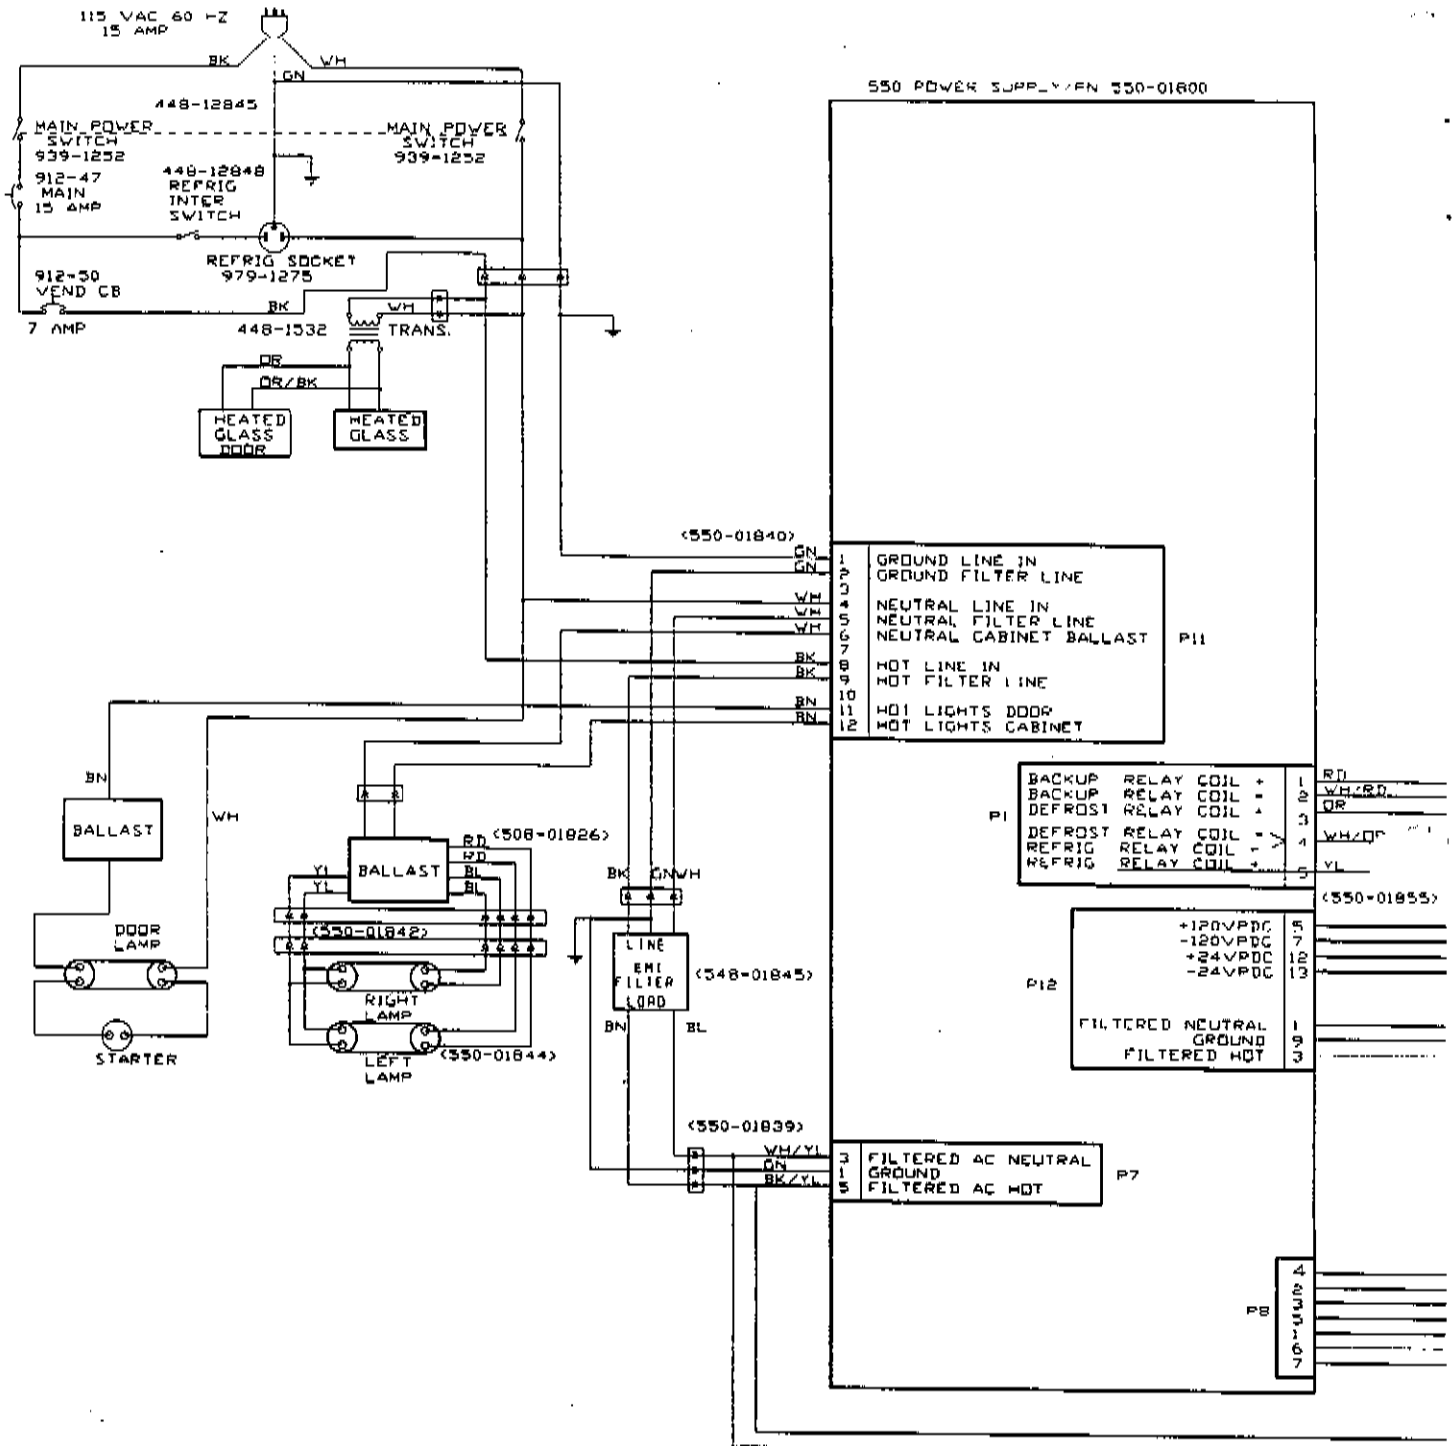 115 VAC 60 HZ
15 AMP
BK
WH
GN
448-12845
MAIN POWER
SWITCH
939-1252
MAIN POWER
SWITCH
939-1252
912-47
MAIN
15 AMP
448-12848
REFRIG
INTER
SWITCH
REFRIG SOCKET
979-1275
912-50
VEND CB
7 AMP
BK
WH
448-1532
TRANS.
OR
OR/BK
HEATED
GLASS
DOOR
HEATED
GLASS
550 POWER SUPPLY/PN 550-01800
<550-01840>
GN 1 GROUND LINE IN
GN 2 GROUND FILTER LINE
3
WH 4 NEUTRAL LINE IN
WH 5 NEUTRAL FILTER LINE
WH 6 NEUTRAL CABINET BALLAST
7
BK 8 HOT LINE IN
BK 9 HOT FILTER LINE
10
BN 11 HOT LIGHTS DOOR
BN 12 HOT LIGHTS CABINET
P11
BN
BALLAST
WH
DOOR
LAMP
STARTER
<508-01826>
BALLAST
RD
RD
BL
BL
YL
YL
<550-01842>
RIGHT
LAMP
LEFT
LAMP
<550-01844>
BK GN WH
LINE
EMI
FILTER
LOAD
<548-01845>
BN
BL
P1
BACKUP RELAY COIL + 1 RD
BACKUP RELAY COIL - 2 WH/RD
DEFROST RELAY COIL + 3 OR
DEFROST RELAY COIL -
REFRIG RELAY COIL - > 4 WH/OR
REFRIG RELAY COIL + 5 YL
<550-01855>
P12
+120VPDC 5
-120VPDC 7
+24VPDC 12
-24VPDC 13
FILTERED NEUTRAL 1
GROUND 9
FILTERED HOT 3
<550-01839>
WH/YL 3 FILTERED AC NEUTRAL
GN 1 GROUND
BK/YL 5 FILTERED AC HOT
P7
P8
4
2
3
5
1
6
7